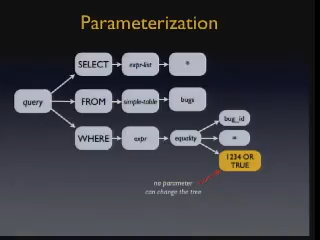 Parameterization
SELECT
expr-list
*
query
FROM
simple-table
bugs
WHERE
expr
equality
bug_id
=
1234 OR
TRUE
no parameter
can change the tree